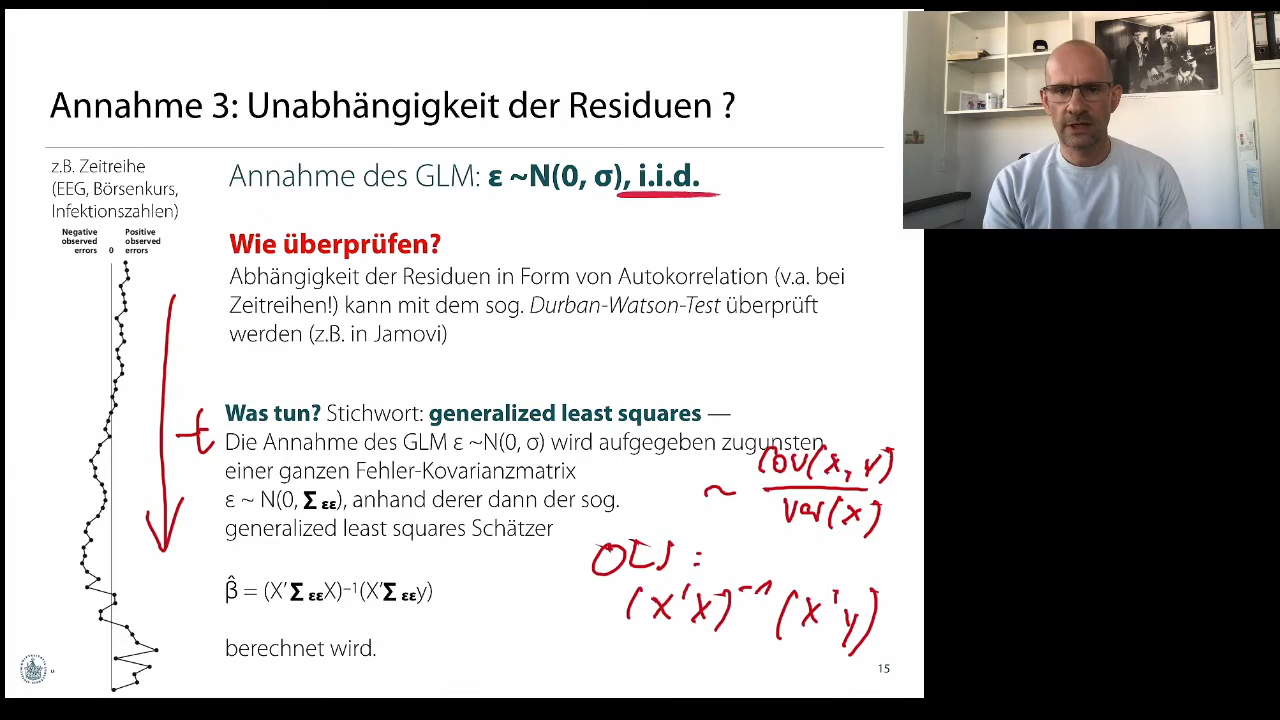 Annahme 3: Unabhängigkeit der Residuen ?
z.B. Zeitreihe
(EEG, Börsenkurs,
Infektionszahlen)
Negative
observed
errors
0
Positive
observed
errors
Annahme des GLM: ε ~N(0, σ), i.i.d.
Wie überprüfen?
Abhängigkeit der Residuen in Form von Autokorrelation (v.a. bei
Zeitreihen!) kann mit dem sog. Durban-Watson-Test überprüft
werden (z.B. in Jamovi)
t
Was tun? Stichwort: generalized least squares —
Die Annahme des GLM ε ~N(0, σ) wird aufgegeben zugunsten
einer ganzen Fehler-Kovarianzmatrix
ε ~ N(0, Σ εε), anhand derer dann der sog.
generalized least squares Schätzer
β̂ = (X′Σ εεX)−1(X′Σ εεy)
berechnet wird.
~ cov(x, y)
var(x)
OLS :
(X'X)⁻¹ (X'y)
15